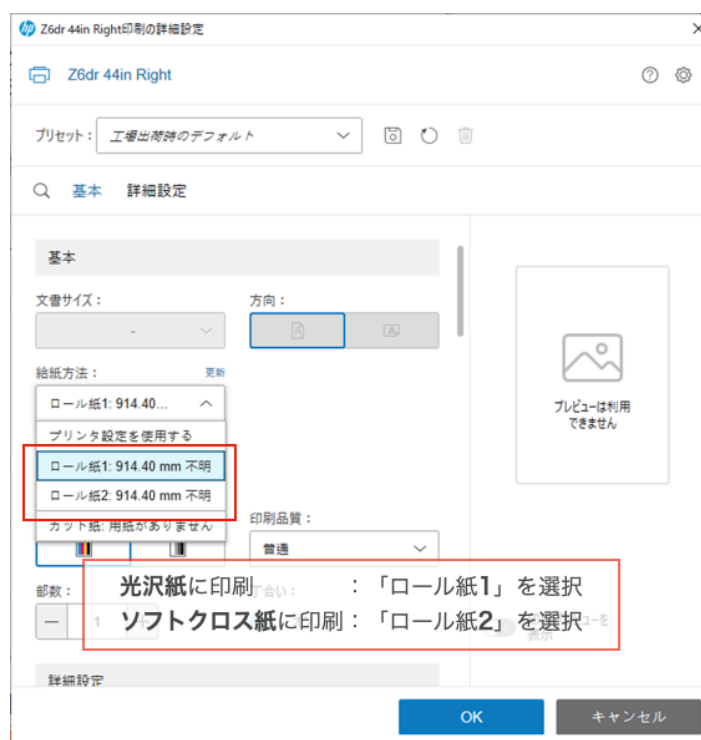 Z6dr 44in Right印刷の詳細設定
Z6dr 44in Right
プリセット： 工場出荷時のデフォルト
基本 詳細設定
基本
文書サイズ： 方向：
-
給紙方法： 更新
ロール紙1: 914.40...
プリンタ設定を使用する
ロール紙1: 914.40 mm 不明
ロール紙2: 914.40 mm 不明
カット紙: 用紙がありません
プレビューは利用
できません
印刷品質：
普通
部数： 丁合い：
1
光沢紙に印刷 ：「ロール紙1」を選択
ソフトクロス紙に印刷：「ロール紙2」を選択
表示
詳細設定
OK キャンセル